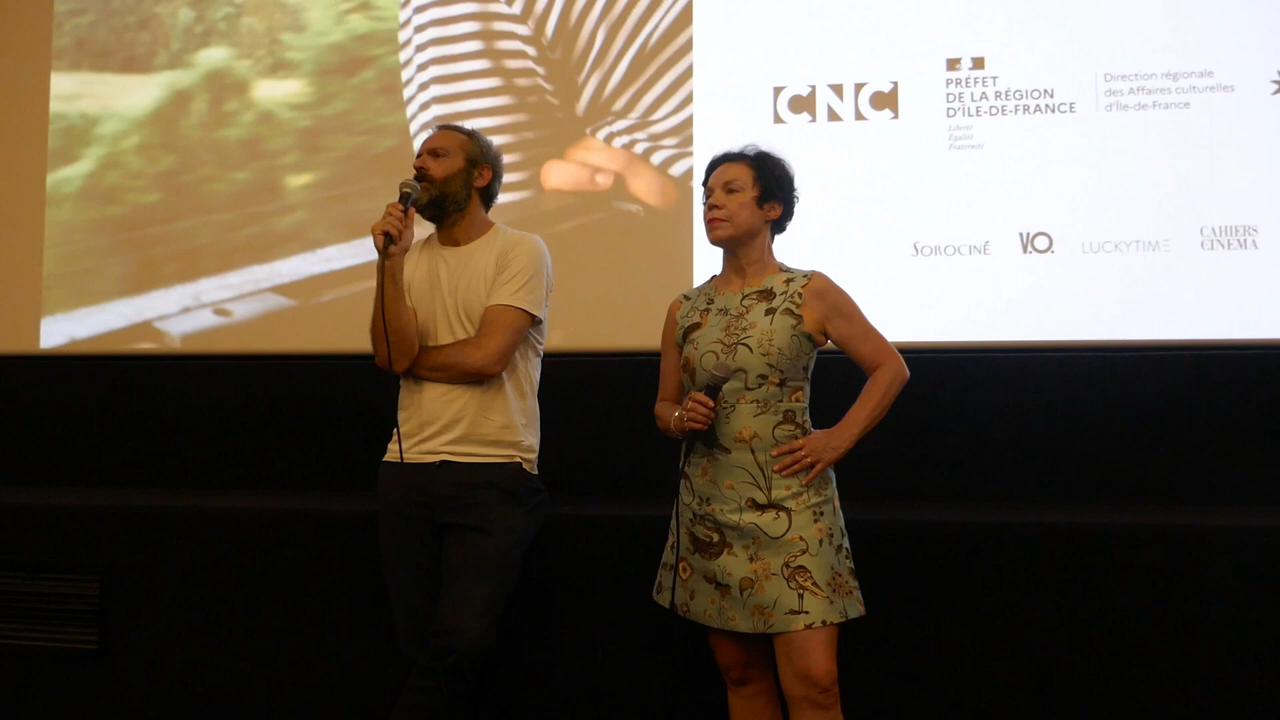 CNC
PRÉFET
DE LA RÉGION
D'ÎLE-DE-FRANCE
Liberté
Égalité
Fraternité
Direction régionale
des Affaires culturelles
d'Île-de-France
SOROCINÉ
V.O.
LUCKYTIME
CAHIERS
CINEMA